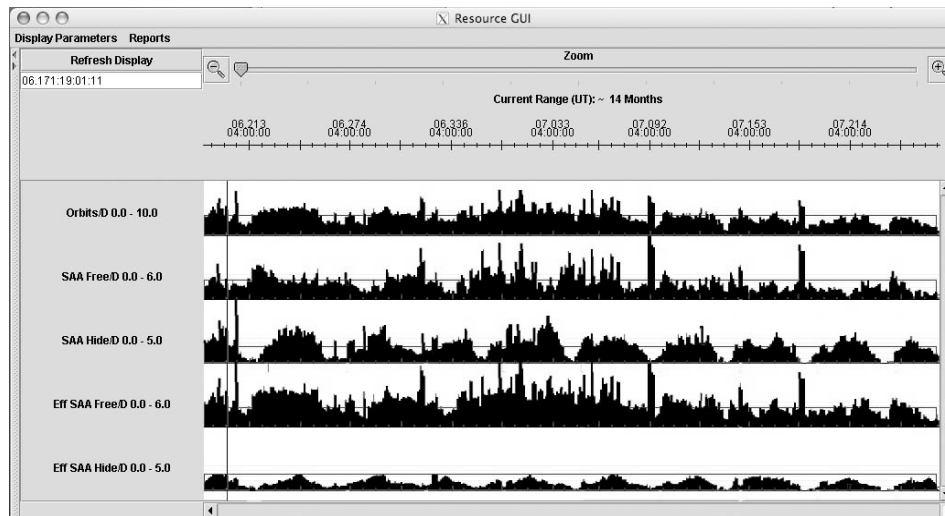 X Resource GUI
Display Parameters Reports
Refresh Display
Zoom
06.171:19:01:11
Current Range (UT): ~ 14 Months
06.213 06.274 06.336 07.033 07.092 07.153 07.214
04:00:00 04:00:00 04:00:00 04:00:00 04:00:00 04:00:00 04:00:00
Orbits/D 0.0 - 10.0
SAA Free/D 0.0 - 6.0
SAA Hide/D 0.0 - 5.0
Eff SAA Free/D 0.0 - 6.0
Eff SAA Hide/D 0.0 - 5.0